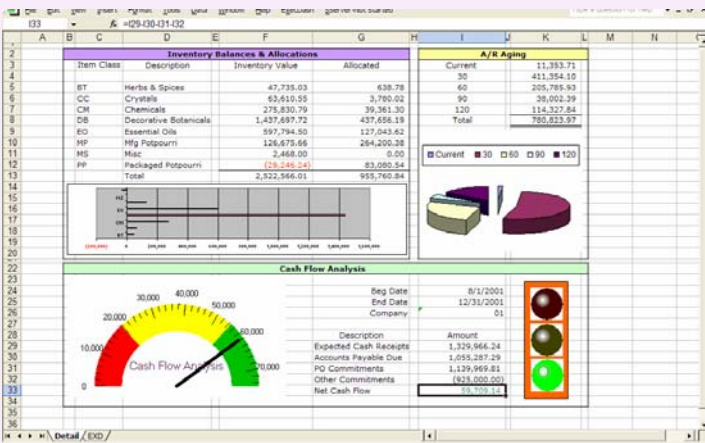 I33 fx =I29-I30-I31-I32
A B C D E F G H I J K L M N
Inventory Balances & Allocations
Item Class Description Inventory Value Allocated
BT Herbs & Spices 47,735.03 638.78
CC Crystals 63,610.55 3,780.02
CM Chemicals 275,830.79 39,361.30
DB Decorative Botanicals 1,437,697.72 437,656.19
EO Essential Oils 597,794.50 127,043.62
MP Mfg Potpourri 126,675.66 264,200.38
MS Misc 2,468.00 0.00
PP Packaged Potpourri (29,246.24) 83,080.54
Total 2,522,566.01 955,760.84
A/R Aging
Current 11,353.71
30 411,354.10
60 205,785.93
90 38,002.39
120 114,327.84
Total 780,823.97
Current 30 60 90 120
Cash Flow Analysis
0 10,000 20,000 30,000 40,000 60,000 70,000
Cash Flow Analysis
Beg Date 8/1/2001
End Date 12/31/2001
Company 01
Description Amount
Expected Cash Receipts 1,329,966.24
Accounts Payable Due 1,055,287.29
PO Commitments 1,139,969.81
Other Commitments (925,000.00)
Net Cash Flow 59,709.14
Detail / EXD